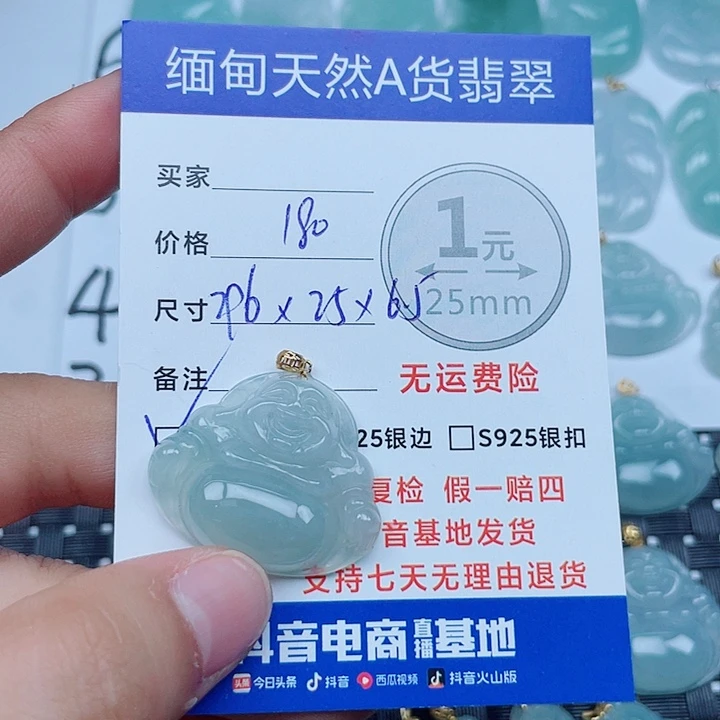 缅甸天然A货翡翠
买家
价格 180
1元
尺寸
25mm
备注
无运费险
25银边 □S925银扣
复检 假一赔四
音基地发货
支持七天无理由退货
抖音电商直播基地
头条 今日头条 抖音 西瓜视频 抖音火山版
4